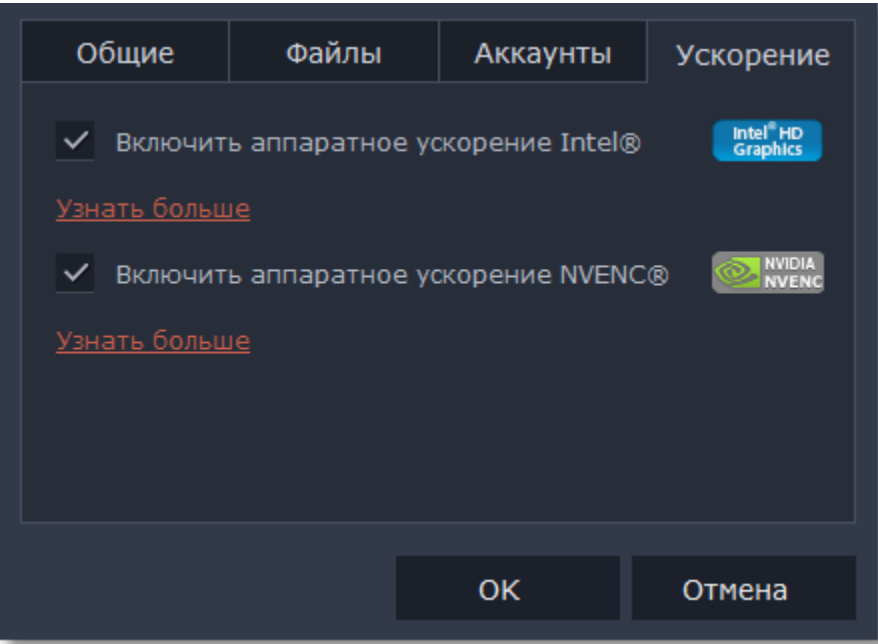 Общие Файлы Аккаунты Ускорение
Включить аппаратное ускорение Intel®
Intel® HD
Graphics
Узнать больше
Включить аппаратное ускорение NVENC®
NVIDIA
NVENC
Узнать больше
OK Отмена